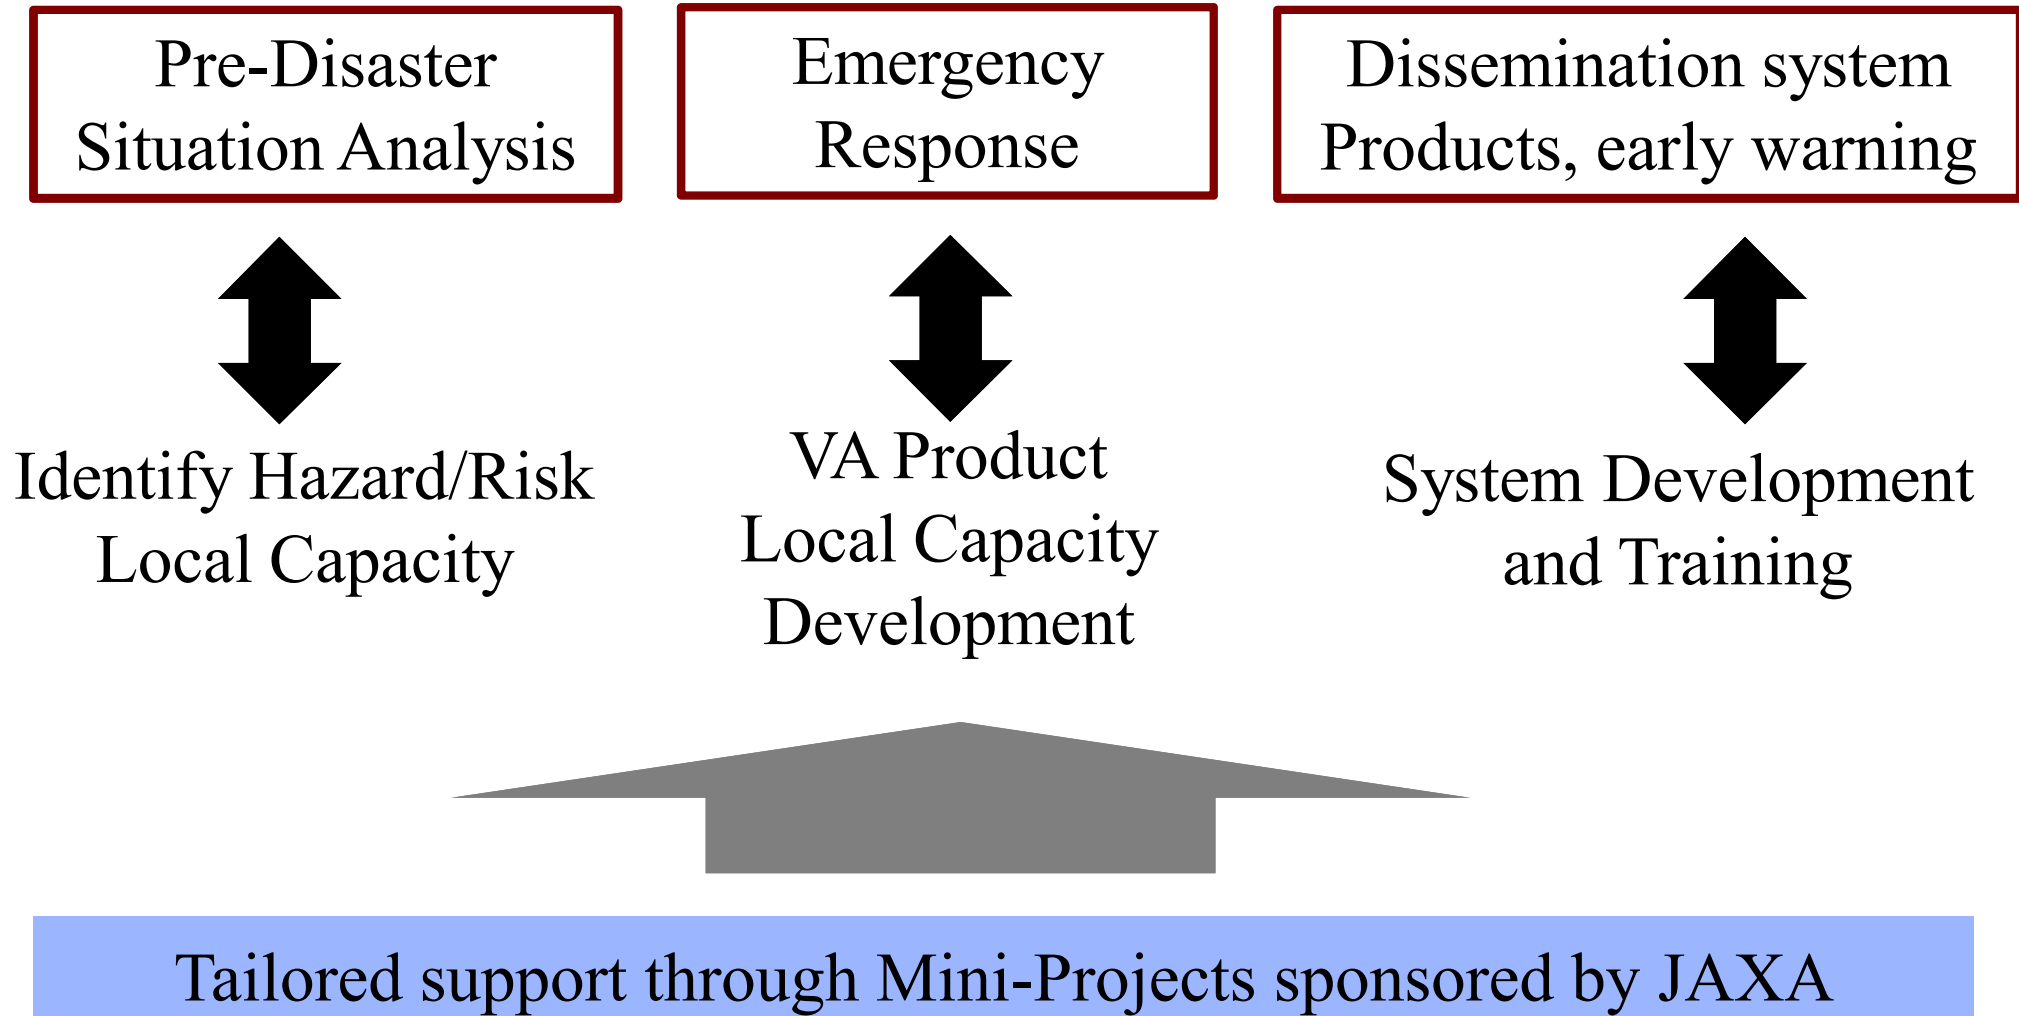 Pre-Disaster
Situation Analysis
Emergency
Response
Dissemination system
Products, early warning
Identify Hazard/Risk
Local Capacity
VA Product
Local Capacity
Development
System Development
and Training
Tailored support through Mini-Projects sponsored by JAXA